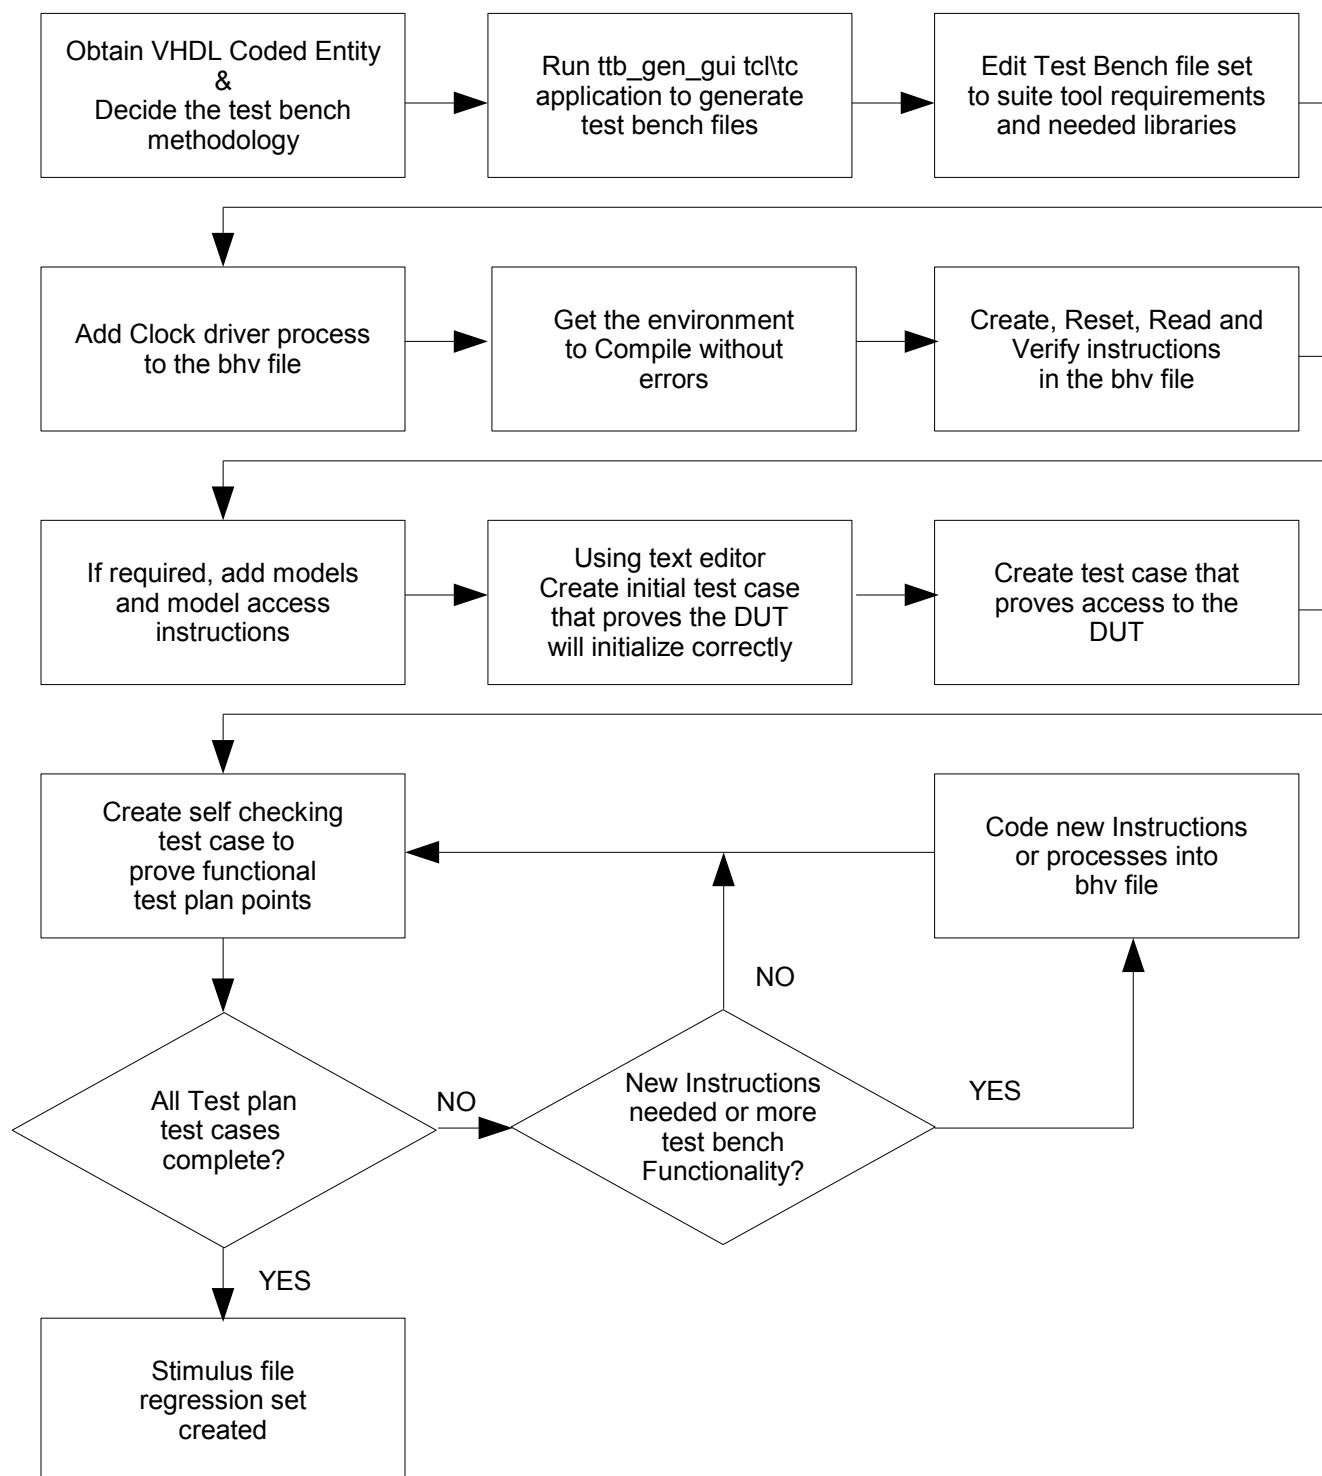 Obtain VHDL Coded Entity
&
Decide the test bench
methodology
Run ttb_gen_gui tcl\tc
application to generate
test bench files
Edit Test Bench file set
to suite tool requirements
and needed libraries
Add Clock driver process
to the bhv file
Get the environment
to Compile without
errors
Create, Reset, Read and
Verify instructions
in the bhv file
If required, add models
and model access
instructions
Using text editor
Create initial test case
that proves the DUT
will initialize correctly
Create test case that
proves access to the
DUT
Create self checking
test case to
prove functional
test plan points
Code new Instructions
or processes into
bhv file
NO
All Test plan
test cases
complete?
NO
New Instructions
needed or more
test bench
Functionality?
YES
YES
Stimulus file
regression set
created